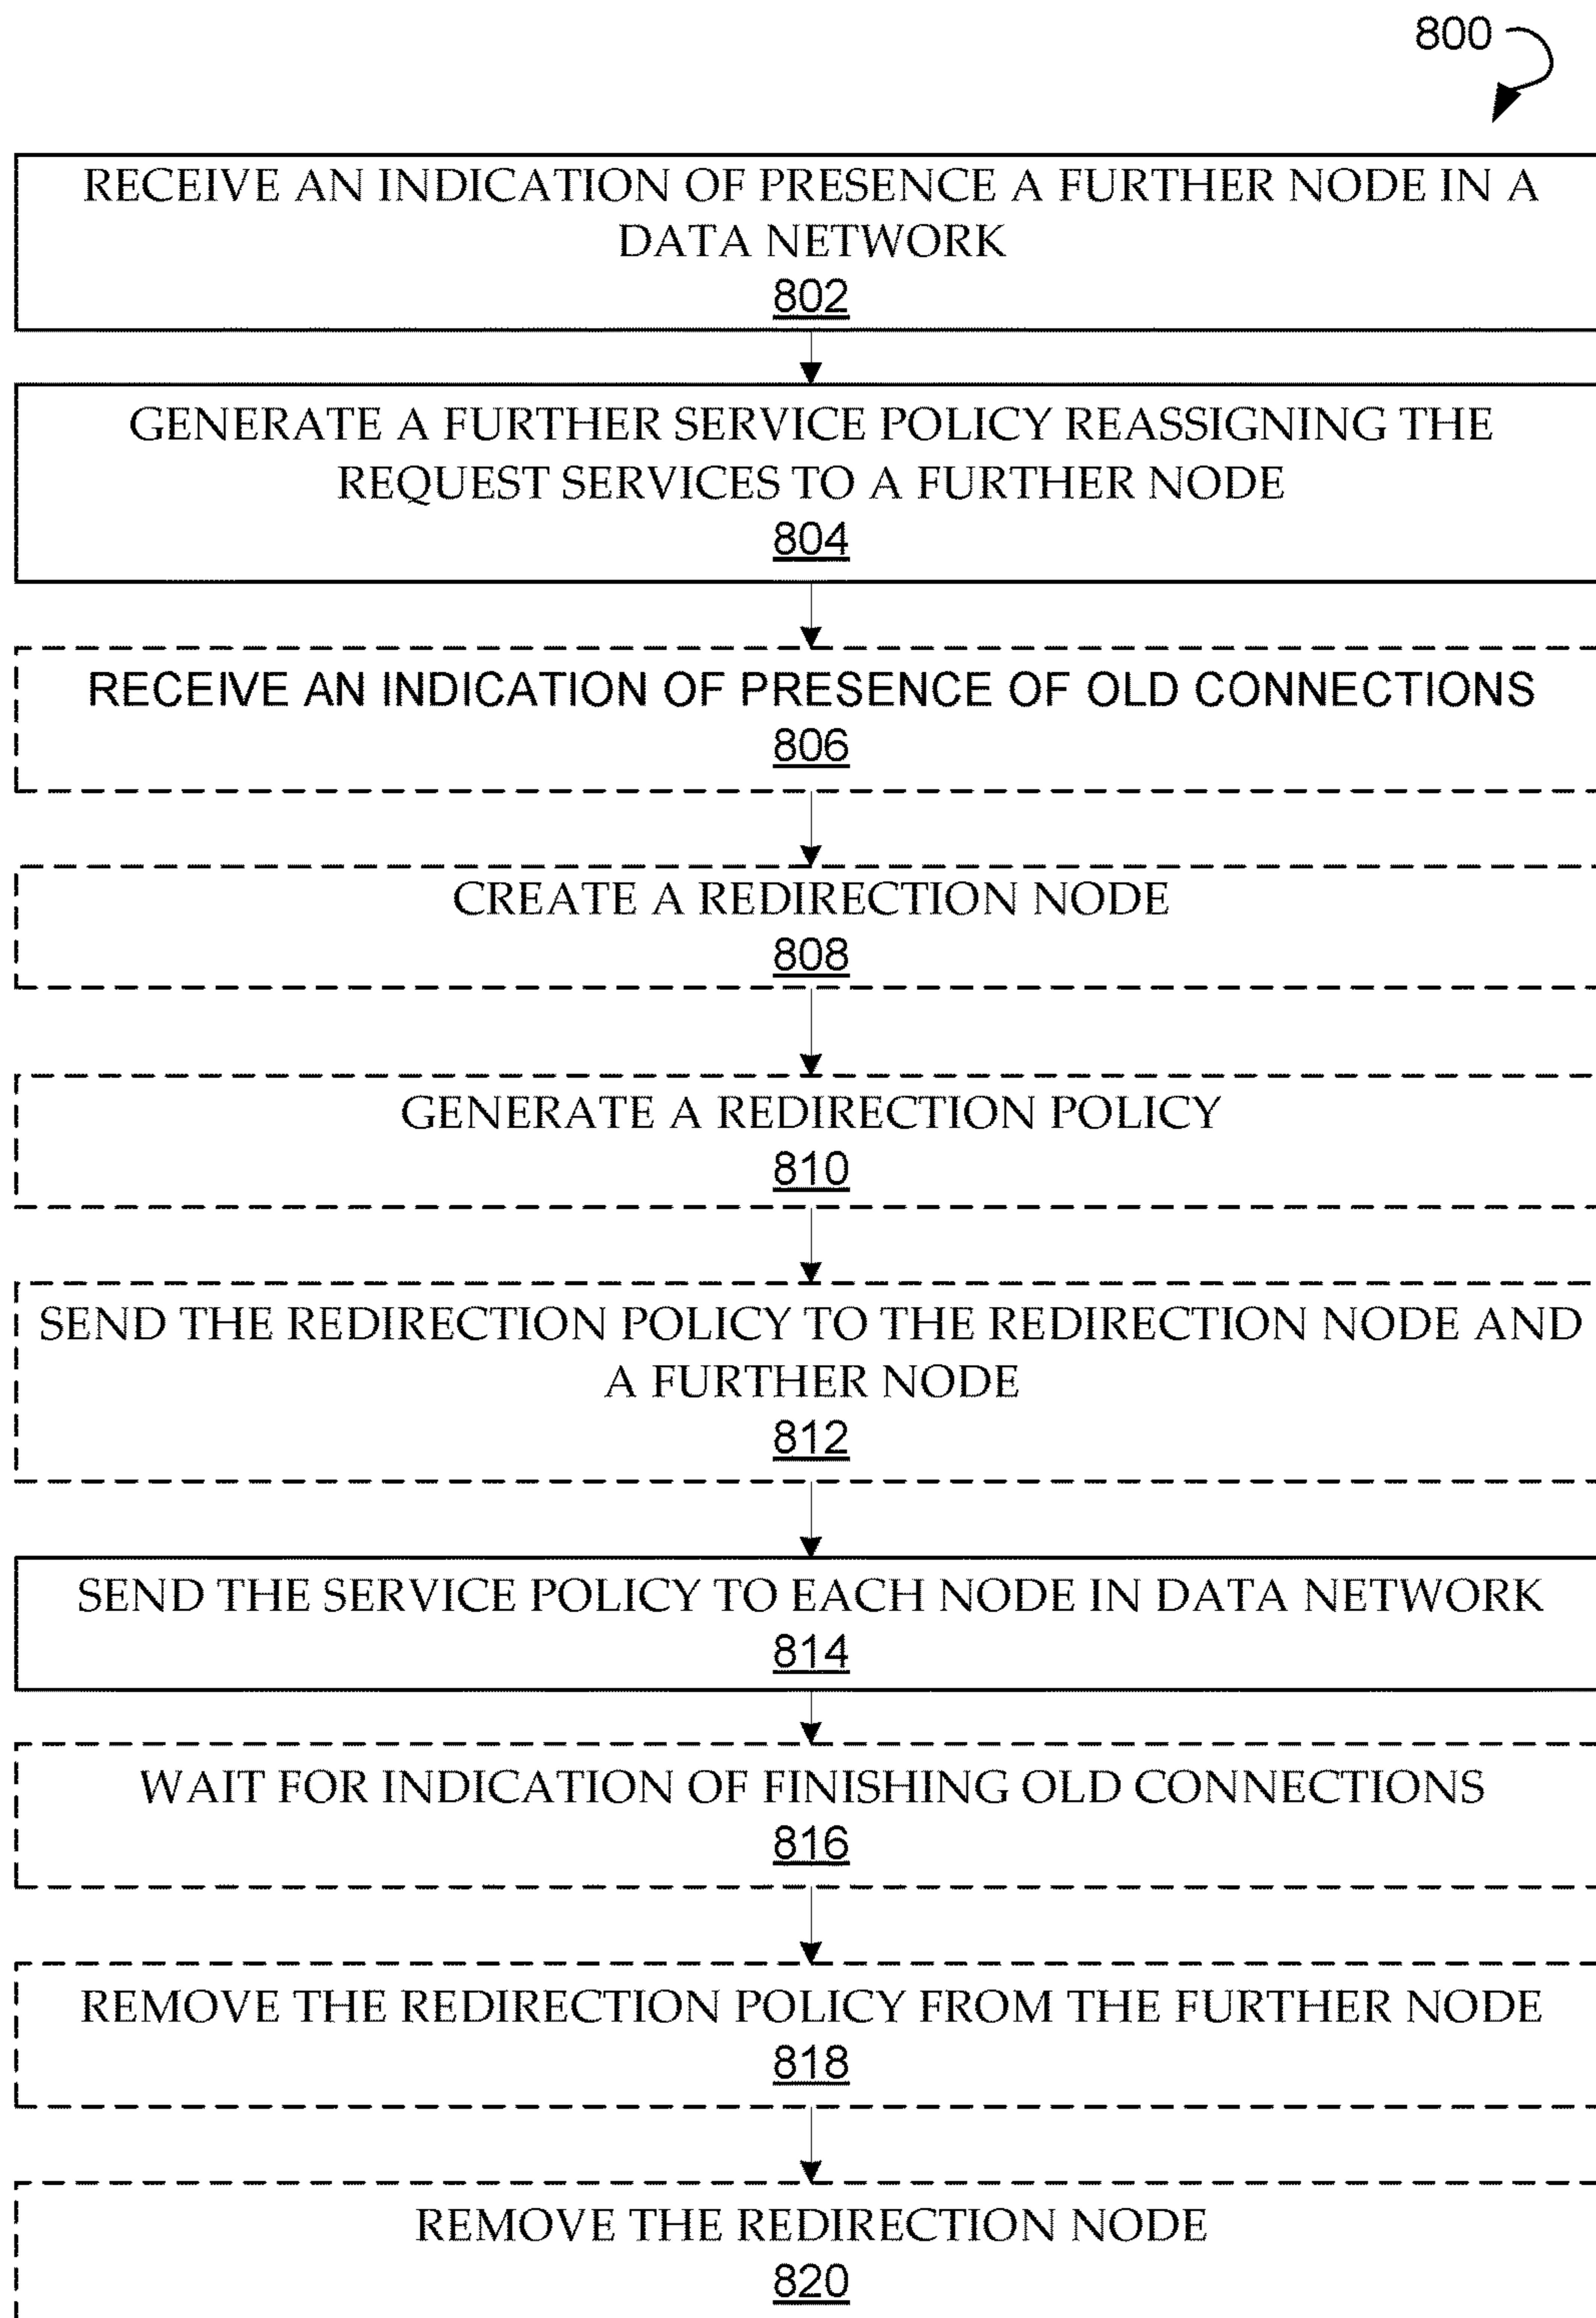 800
RECEIVE AN INDICATION OF PRESENCE A FURTHER NODE IN A
DATA NETWORK
802
GENERATE A FURTHER SERVICE POLICY REASSIGNING THE
REQUEST SERVICES TO A FURTHER NODE
804
RECEIVE AN INDICATION OF PRESENCE OF OLD CONNECTIONS
806
CREATE A REDIRECTION NODE
808
GENERATE A REDIRECTION POLICY
810
SEND THE REDIRECTION POLICY TO THE REDIRECTION NODE AND
A FURTHER NODE
812
SEND THE SERVICE POLICY TO EACH NODE IN DATA NETWORK
814
WAIT FOR INDICATION OF FINISHING OLD CONNECTIONS
816
REMOVE THE REDIRECTION POLICY FROM THE FURTHER NODE
818
REMOVE THE REDIRECTION NODE
820